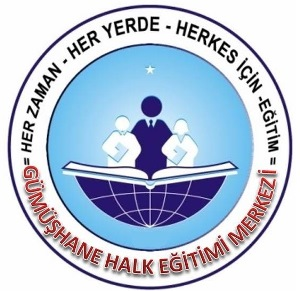 = HER ZAMAN - HER YERDE - HERKES İÇİN -EĞİTİM =
GÜMÜŞHANE HALK EĞİTİMİ MERKEZİ